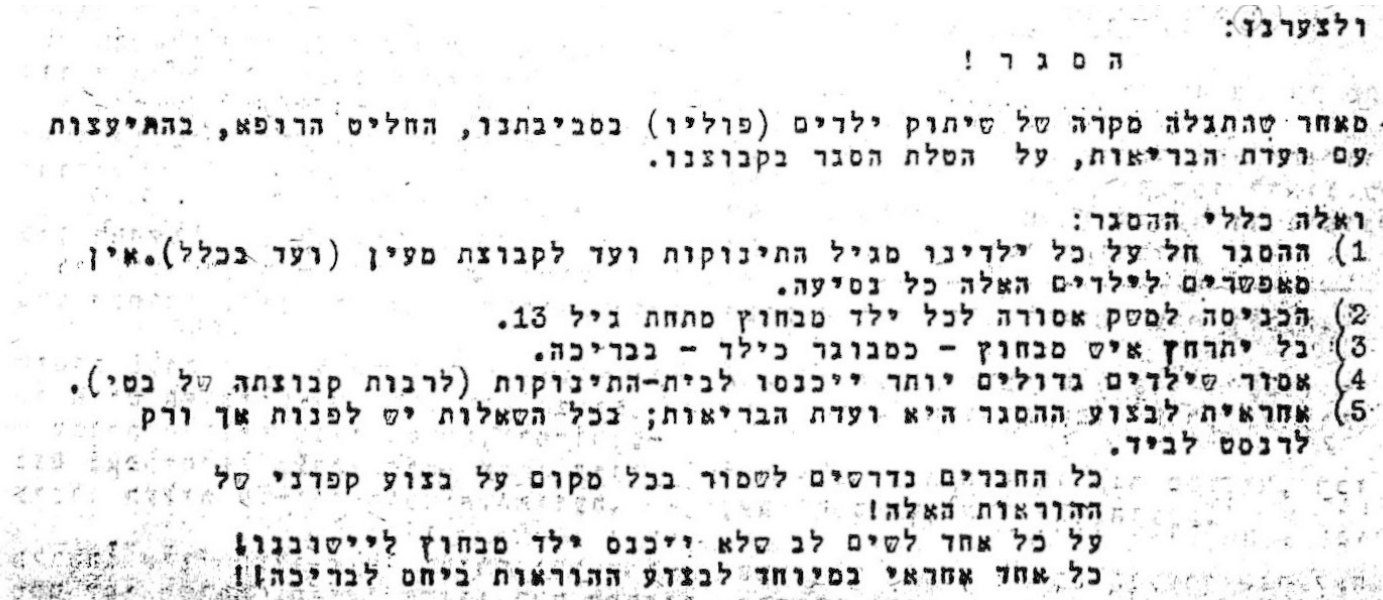 ולצערנו:
ה ס ג ר !
מאחר שהתגלה מקרה של שיתוק ילדים (פוליו) בסביבתנו, החליט הרופא, בהתיעצות
עם ועדת הבריאות, על הטלת הסגר בקבוצנו.
ואלה כללי ההסגר:
1) ההסגר חל על כל ילדינו מגיל התינוקות ועד לקבוצת מעין (ועד בכלל).אין
מאפשרים לילדים האלה כל נסיעה.
2) הכניסה למשק אסורה לכל ילד מבחוץ מתחת גיל 13.
3) בל יתרחץ איש מבחוץ - כמבוגר כילד - בבריכה.
4) אסור שילדים גדולים יותר ייכנסו לבית-התינוקות (לרבות קבוצתה של בטי).
5) אחראית לבצוע ההסגר היא ועדת הבריאות; בכל השאלות יש לפנות אך ורק
לרנסט לביד.
כל החברים נדרשים לשמור בכל מקום על בצוע קפדני של
ההוראות האלה!
על כל אחד לשים לב שלא ייכנס ילד מבחוץ ליישובנו!
כל אחד אחראי במיוחד לבצוע ההוראות ביחס לבריכה!!